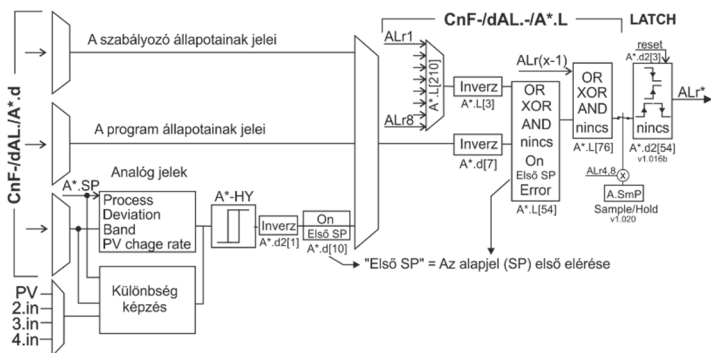 CnF-/dAL.-/A*.L
LATCH
CnF-/dAL./A*.d
A szabályozó állapotainak jelei
A program állapotainak jelei
Analóg jelek
A*.SP
Process
Deviation
Band
PV chage rate
Különbség
képzés
PV
2.in
3.in
4.in
A*-HY
Inverz
A*.d2[1]
On
Első SP
A*.d[10]
ALr1
ALr8
A*.L[210]
Inverz
A*.L[3]
Inverz
A*.d[7]
OR
XOR
AND
nincs
On
Első SP
Error
A*.L[54]
ALr(x-1)
OR
XOR
AND
nincs
A*.L[76]
reset
A*.d2[3]
nincs
A*.d2[54]
v1.016b
ALr*
ALr4,8
x
A.SmP
Sample/Hold
v1.020
"Első SP" = Az alapjel (SP) első elérése